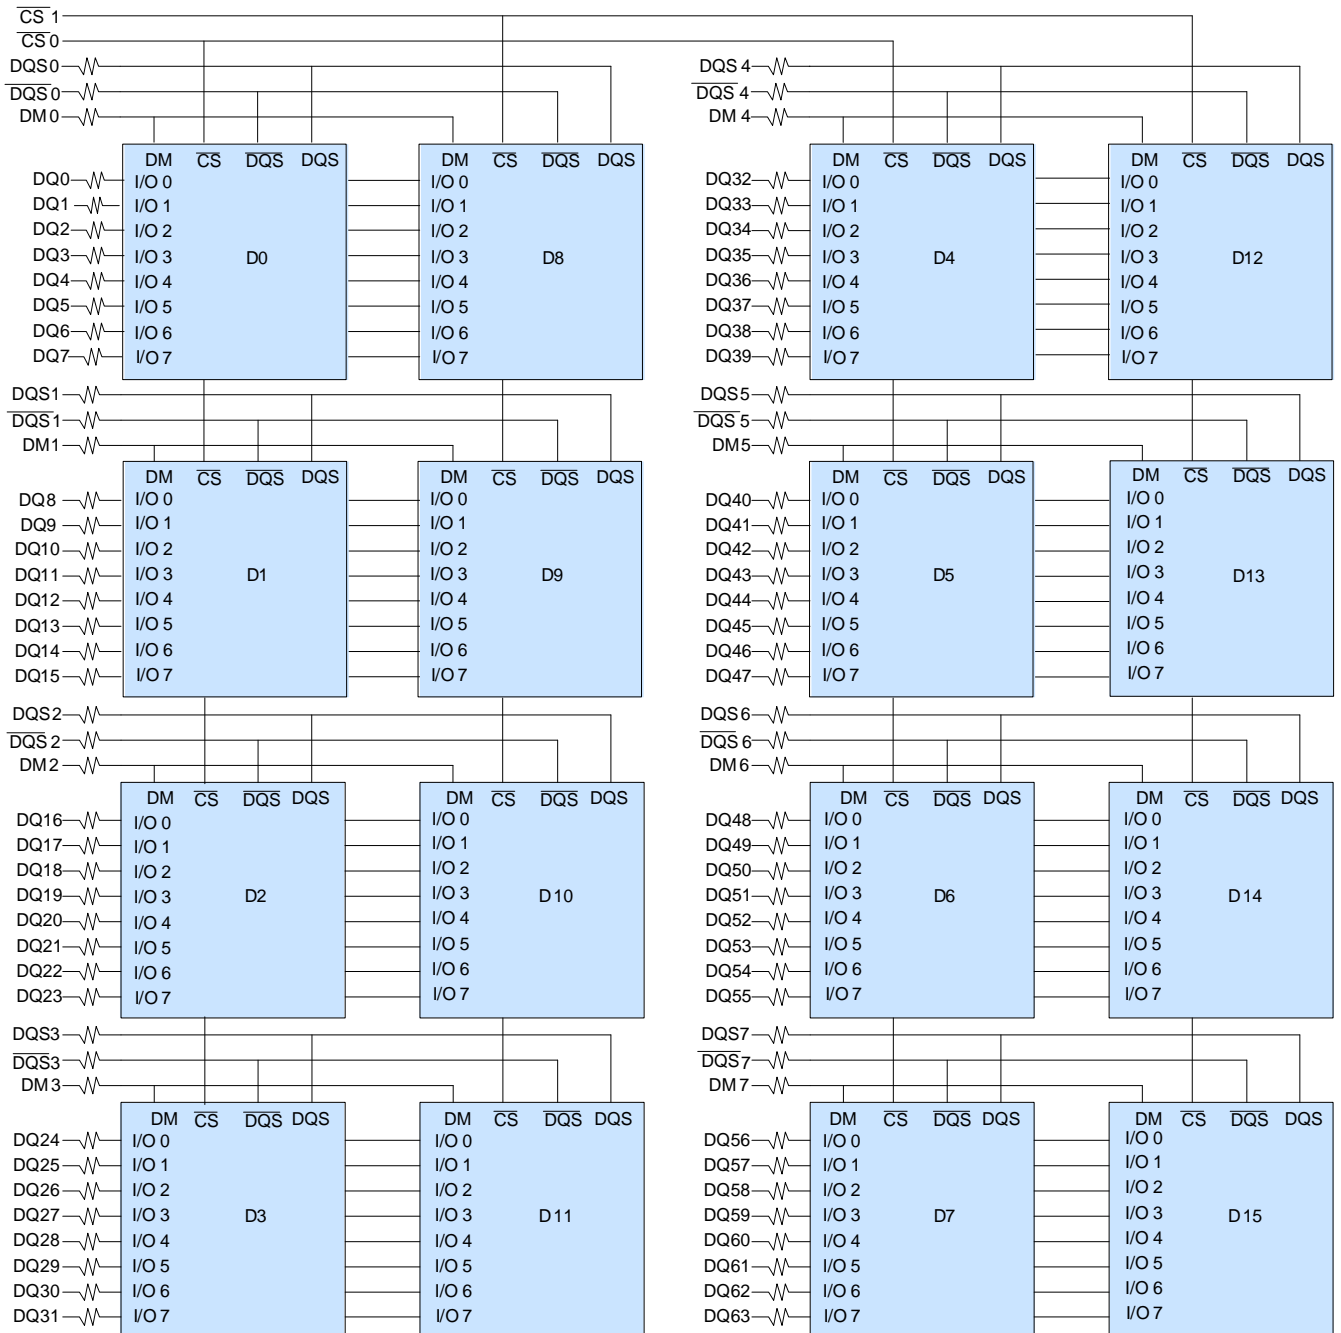 CS 1
CS 0
DQS 0
DQS 0
DM 0
DM CS DQS DQS
DQ0 I/O 0
DQ1 I/O 1
DQ2 I/O 2
DQ3 I/O 3
DQ4 I/O 4
DQ5 I/O 5
DQ6 I/O 6
DQ7 I/O 7
D0
DM CS DQS DQS
I/O 0
I/O 1
I/O 2
I/O 3
I/O 4
I/O 5
I/O 6
I/O 7
D8
DQS1
DQS1
DM1
DM CS DQS DQS
DQ8 I/O 0
DQ9 I/O 1
DQ10 I/O 2
DQ11 I/O 3
DQ12 I/O 4
DQ13 I/O 5
DQ14 I/O 6
DQ15 I/O 7
D1
DM CS DQS DQS
I/O 0
I/O 1
I/O 2
I/O 3
I/O 4
I/O 5
I/O 6
I/O 7
D9
DQS2
DQS2
DM2
DM CS DQS DQS
DQ16 I/O 0
DQ17 I/O 1
DQ18 I/O 2
DQ19 I/O 3
DQ20 I/O 4
DQ21 I/O 5
DQ22 I/O 6
DQ23 I/O 7
D2
DM CS DQS DQS
I/O 0
I/O 1
I/O 2
I/O 3
I/O 4
I/O 5
I/O 6
I/O 7
D10
DQS3
DQS3
DM3
DM CS DQS DQS
DQ24 I/O 0
DQ25 I/O 1
DQ26 I/O 2
DQ27 I/O 3
DQ28 I/O 4
DQ29 I/O 5
DQ30 I/O 6
DQ31 I/O 7
D3
DM CS DQS DQS
I/O 0
I/O 1
I/O 2
I/O 3
I/O 4
I/O 5
I/O 6
I/O 7
D11
DQS 4
DQS 4
DM 4
DM CS DQS DQS
DQ32 I/O 0
DQ33 I/O 1
DQ34 I/O 2
DQ35 I/O 3
DQ36 I/O 4
DQ37 I/O 5
DQ38 I/O 6
DQ39 I/O 7
D4
DM CS DQS DQS
I/O 0
I/O 1
I/O 2
I/O 3
I/O 4
I/O 5
I/O 6
I/O 7
D12
DQS5
DQS 5
DM5
DM CS DQS DQS
DQ40 I/O 0
DQ41 I/O 1
DQ42 I/O 2
DQ43 I/O 3
DQ44 I/O 4
DQ45 I/O 5
DQ46 I/O 6
DQ47 I/O 7
D5
DM CS DQS DQS
I/O 0
I/O 1
I/O 2
I/O 3
I/O 4
I/O 5
I/O 6
I/O 7
D13
DQS6
DQS 6
DM6
DM CS DQS DQS
DQ48 I/O 0
DQ49 I/O 1
DQ50 I/O 2
DQ51 I/O 3
DQ52 I/O 4
DQ53 I/O 5
DQ54 I/O 6
DQ55 I/O 7
D6
DM CS DQS DQS
I/O 0
I/O 1
I/O 2
I/O 3
I/O 4
I/O 5
I/O 6
I/O 7
D14
DQS7
DQS7
DM7
DM CS DQS DQS
DQ56 I/O 0
DQ57 I/O 1
DQ58 I/O 2
DQ59 I/O 3
DQ60 I/O 4
DQ61 I/O 5
DQ62 I/O 6
DQ63 I/O 7
D7
DM CS DQS DQS
I/O 0
I/O 1
I/O 2
I/O 3
I/O 4
I/O 5
I/O 6
I/O 7
D15